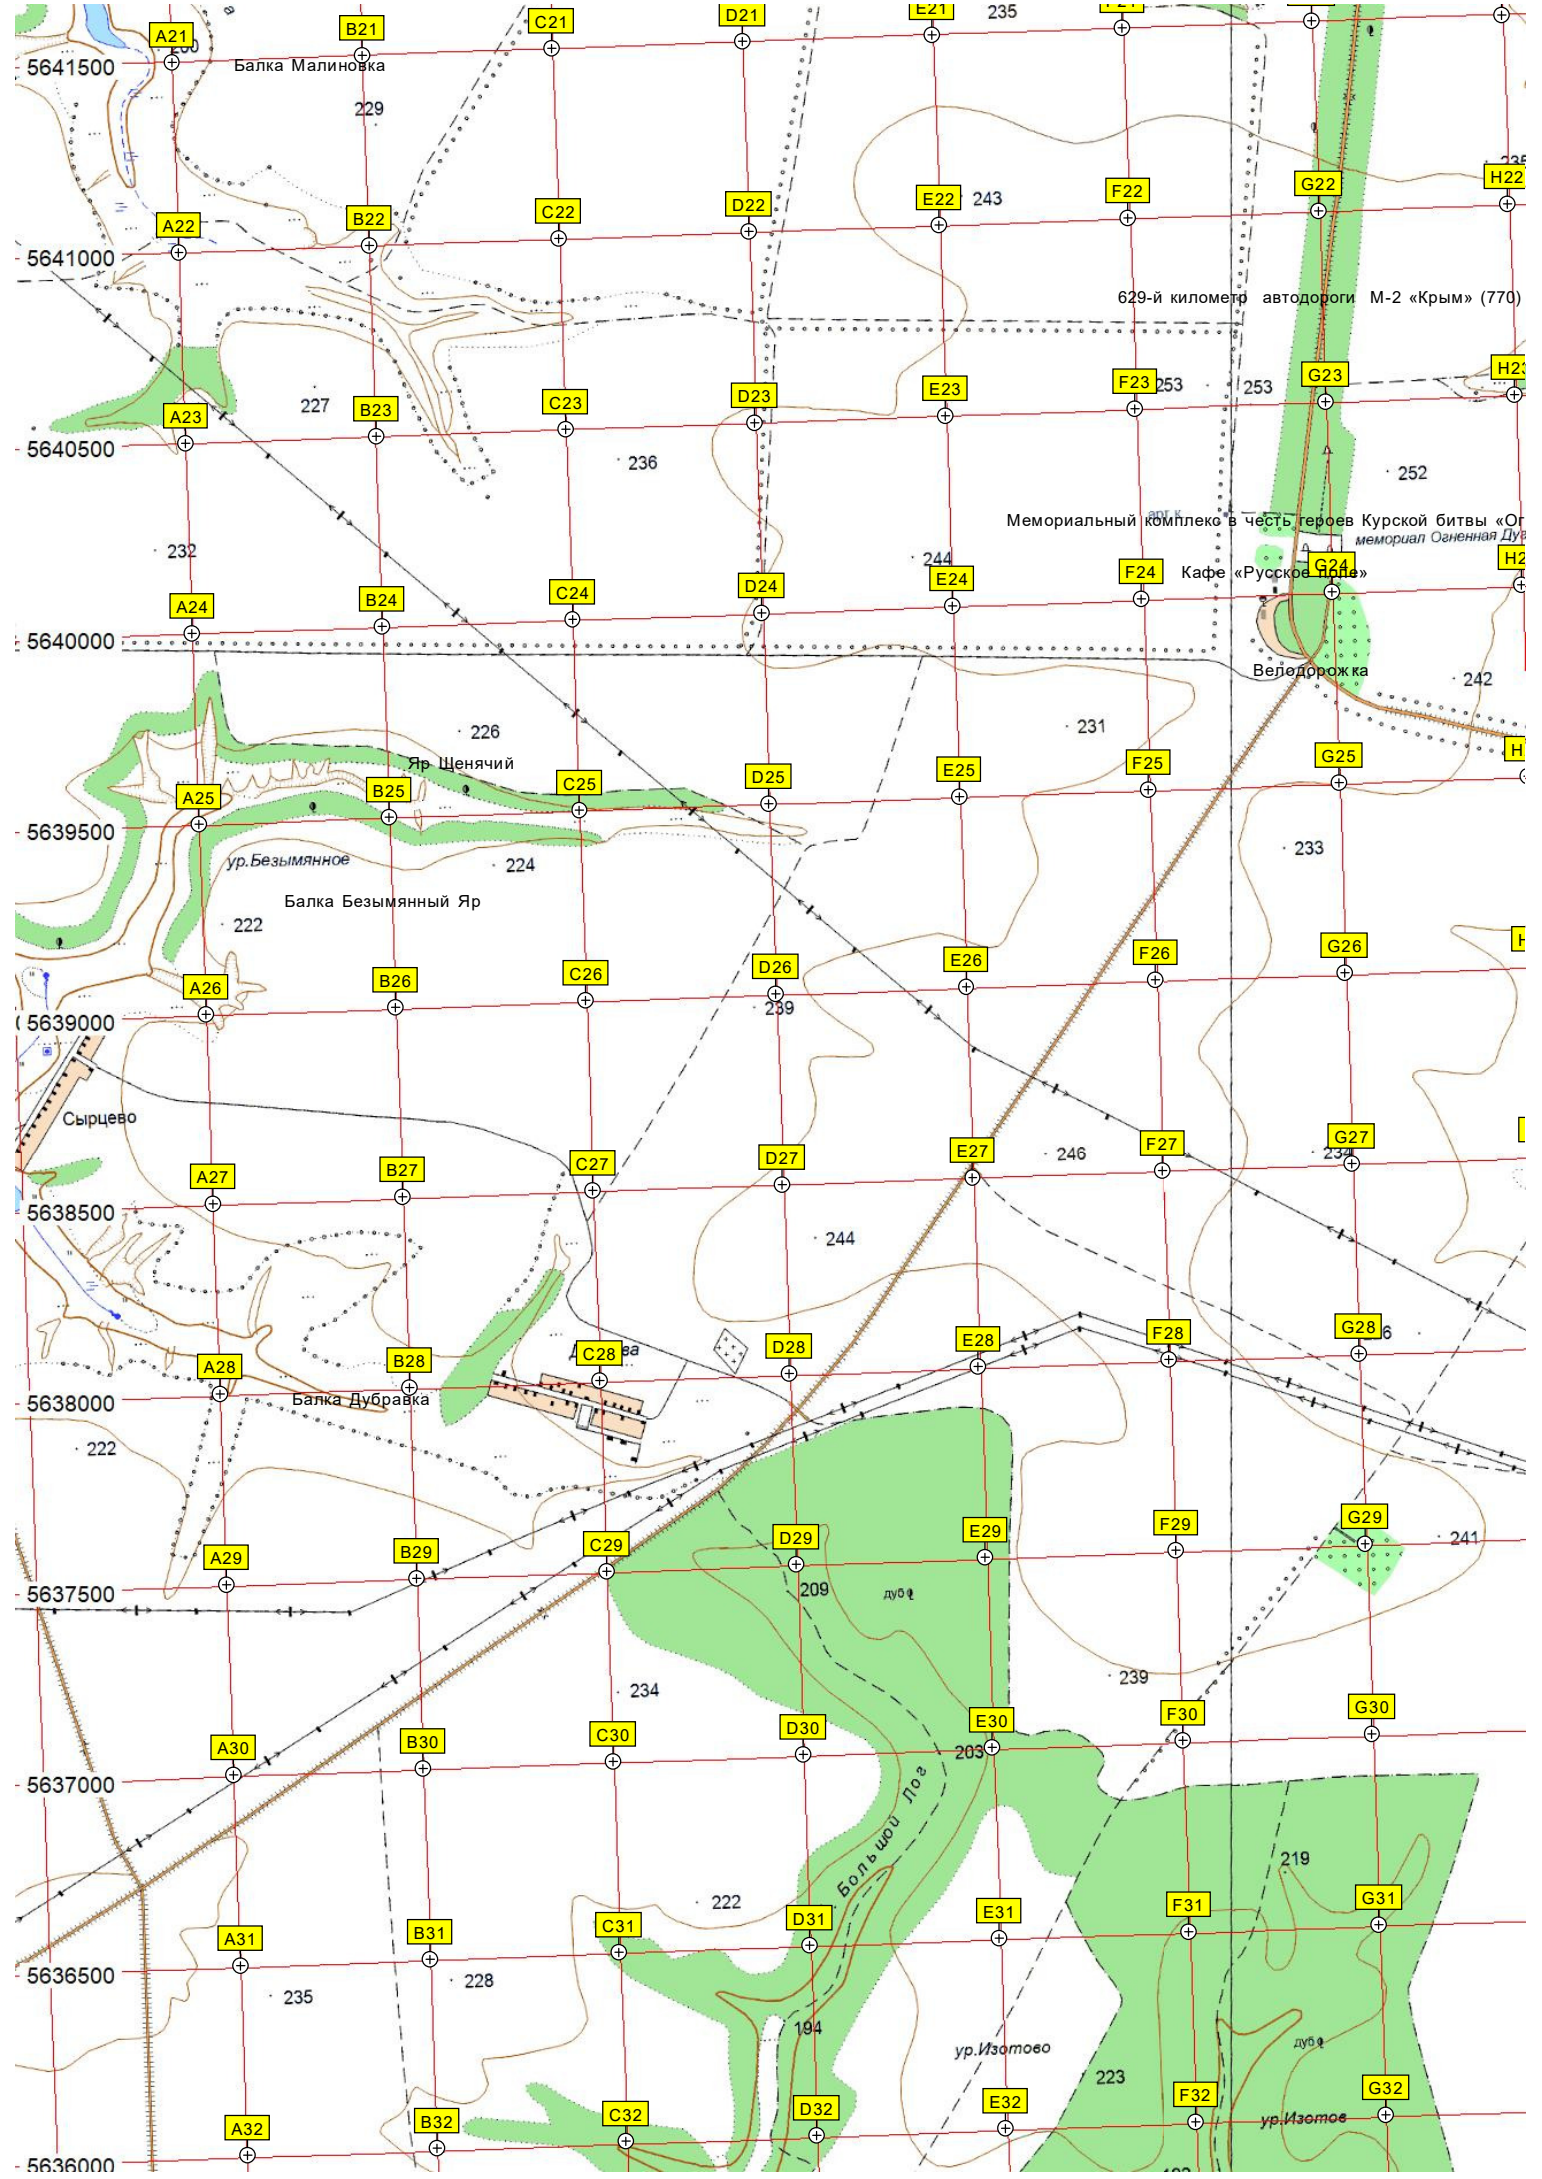 A21
B21
C21
D21
E21
235
5641500
Балка Малиновка
229
A22
B22
C22
D22
E22
243
F22
G22
H22
5641000
629-й километр автодороги М-2 «Крым» (770)
227
A23
B23
C23
D23
E23
F23
253
253
G23
H23
5640500
236
252
Мемориальный комплекс в честь героев Курской битвы «Ог
мемориал Огненная Дуга
232
244
Кафе «Русское поле»
A24
B24
C24
D24
E24
F24
G24
5640000
Велодорожка
242
226
231
Яр Щенячий
A25
B25
C25
D25
E25
F25
G25
5639500
ур.Безымянное
224
233
Балка Безымянный Яр
222
A26
B26
C26
D26
E26
F26
G26
239
5639000
Сырцево
246
234
A27
B27
C27
D27
E27
F27
G27
5638500
244
A28
B28
C28
D28
E28
F28
G28
5638000
Балка Дубравка
222
A29
B29
C29
D29
E29
F29
G29
241
5637500
209
дуб
234
239
A30
B30
C30
D30
E30
F30
G30
203
5637000
Большой Лог
219
222
A31
B31
C31
D31
E31
F31
G31
5636500
228
235
194
ур.Изотово
дуб
223
A32
B32
C32
D32
E32
F32
G32
ур.Изотов
5636000